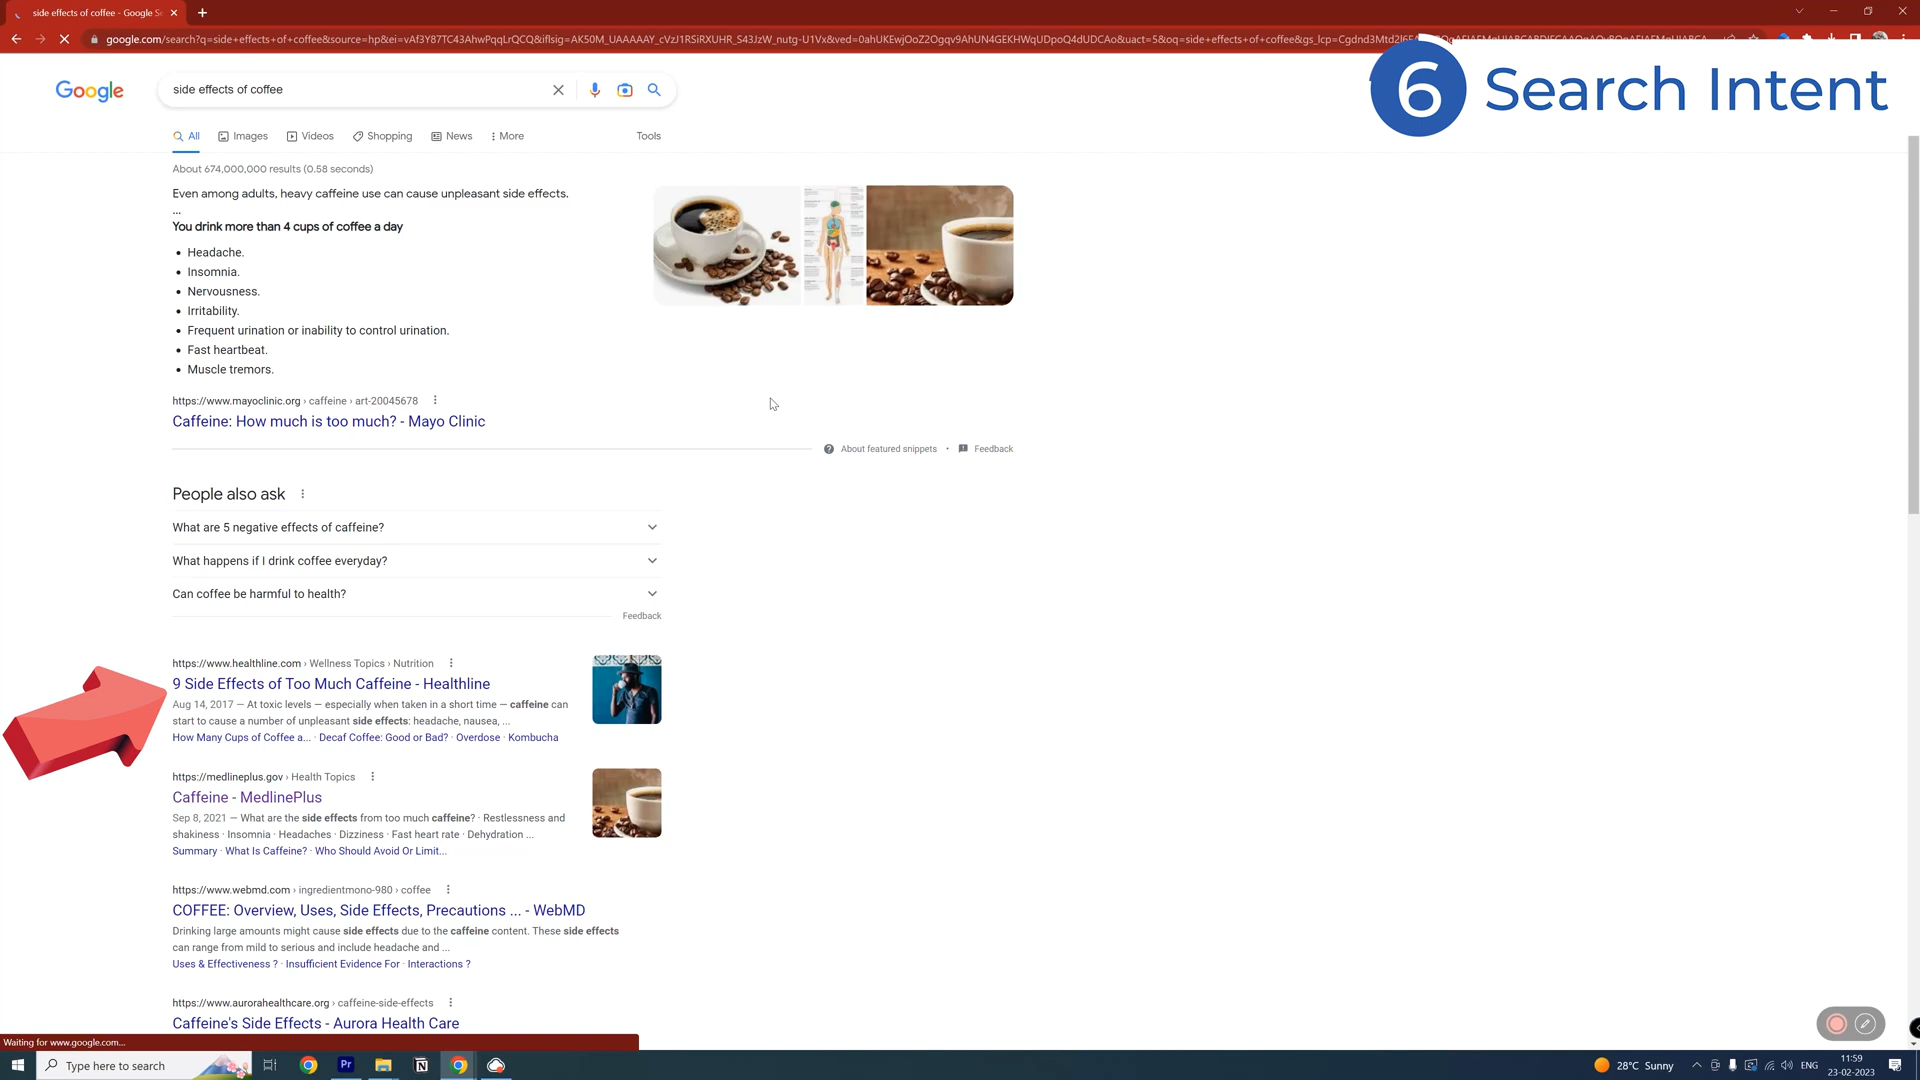 side effects of coffee - Google Se
google.com/search?q=side+effects+of+coffee&source=hp&ei=vAf3Y87TC43AhwPqqLrQCQ&iflsig=AK50M_UAAAAAY_cVzJ1RSiRXUHR_S43JzW_nutg-U1Vx&ved=0ahUKEwjOoZ2Ogqv9AhUN4GEKHWqUDpoQ4dUDCAo&uact=5&oq=side+effects+of+coffee&gs_lcp=
6 Search Intent
Google
side effects of coffee
All Images Videos Shopping News More Tools
About 674,000,000 results (0.58 seconds)
Even among adults, heavy caffeine use can cause unpleasant side effects.
...
You drink more than 4 cups of coffee a day
• Headache.
• Insomnia.
• Nervousness.
• Irritability.
• Frequent urination or inability to control urination.
• Fast heartbeat.
• Muscle tremors.
https://www.mayoclinic.org › caffeine › art-20045678
Caffeine: How much is too much? - Mayo Clinic
About featured snippets • Feedback
People also ask
What are 5 negative effects of caffeine?
What happens if I drink coffee everyday?
Can coffee be harmful to health?
Feedback
https://www.healthline.com › Wellness Topics › Nutrition
9 Side Effects of Too Much Caffeine - Healthline
Aug 14, 2017 — At toxic levels — especially when taken in a short time — caffeine can
start to cause a number of unpleasant side effects: headache, nausea, ...
How Many Cups of Coffee a... · Decaf Coffee: Good or Bad? · Overdose · Kombucha
https://medlineplus.gov › Health Topics
Caffeine - MedlinePlus
Sep 8, 2021 — What are the side effects from too much caffeine? · Restlessness and
shakiness · Insomnia · Headaches · Dizziness · Fast heart rate · Dehydration ...
Summary · What Is Caffeine? · Who Should Avoid Or Limit...
https://www.webmd.com › ingredientmono-980 › coffee
COFFEE: Overview, Uses, Side Effects, Precautions ... - WebMD
Drinking large amounts might cause side effects due to the caffeine content. These side effects
can range from mild to serious and include headache and ...
Uses & Effectiveness ? · Insufficient Evidence For · Interactions ?
https://www.aurorahealthcare.org › caffeine-side-effects
Caffeine's Side Effects - Aurora Health Care
Waiting for www.google.com...
Type here to search
Pr
28°C Sunny
ENG
11:59
23-02-2023